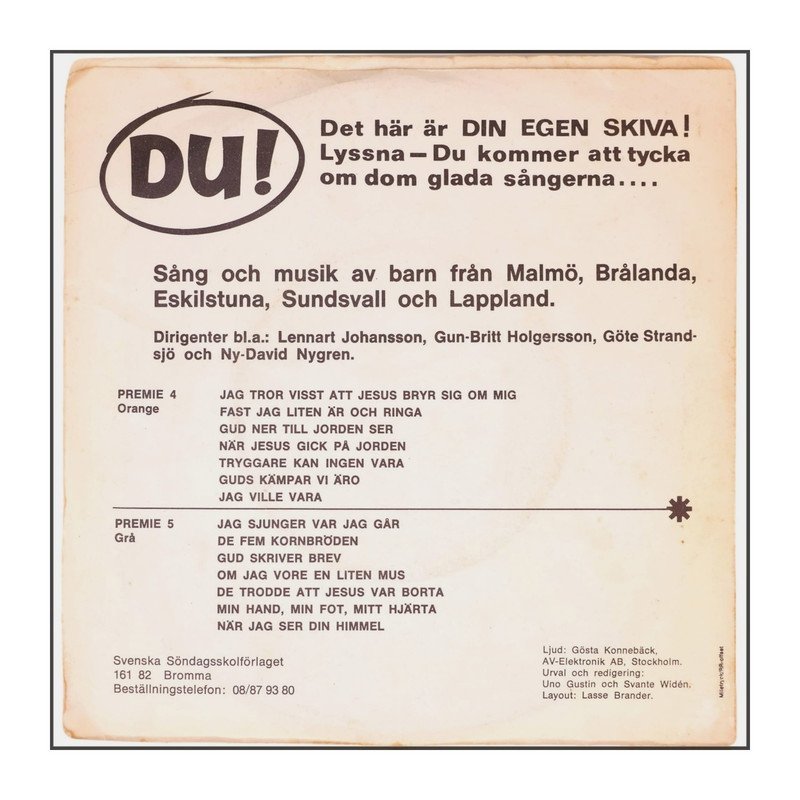 DU!
Det här är DIN EGEN SKIVA!
Lyssna—Du kommer att tycka
om dom glada sångerna....
Sång och musik av barn från Malmö, Brålanda,
Eskilstuna, Sundsvall och Lappland.
Dirigenter bl.a.: Lennart Johansson, Gun-Britt Holgersson, Göte Strand-
sjö och Ny-David Nygren.
PREMIE 4
Orange
JAG TROR VISST ATT JESUS BRYR SIG OM MIG
FAST JAG LITEN ÄR OCH RINGA
GUD NER TILL JORDEN SER
NÄR JESUS GICK PÅ JORDEN
TRYGGARE KAN INGEN VARA
GUDS KÄMPAR VI ÄRO
JAG VILLE VARA
PREMIE 5
Grå
JAG SJUNGER VAR JAG GÅR
DE FEM KORNBRÖDEN
GUD SKRIVER BREV
OM JAG VORE EN LITEN MUS
DE TRODDE ATT JESUS VAR BORTA
MIN HAND, MIN FOT, MITT HJÄRTA
NÄR JAG SER DIN HIMMEL
Svenska Söndagsskolförlaget
161 82 Bromma
Beställningstelefon: 08/87 93 80
Ljud: Gösta Konnebäck,
AV-Elektronik AB, Stockholm.
Urval och redigering:
Uno Gustin och Svante Widén.
Layout: Lasse Brander.